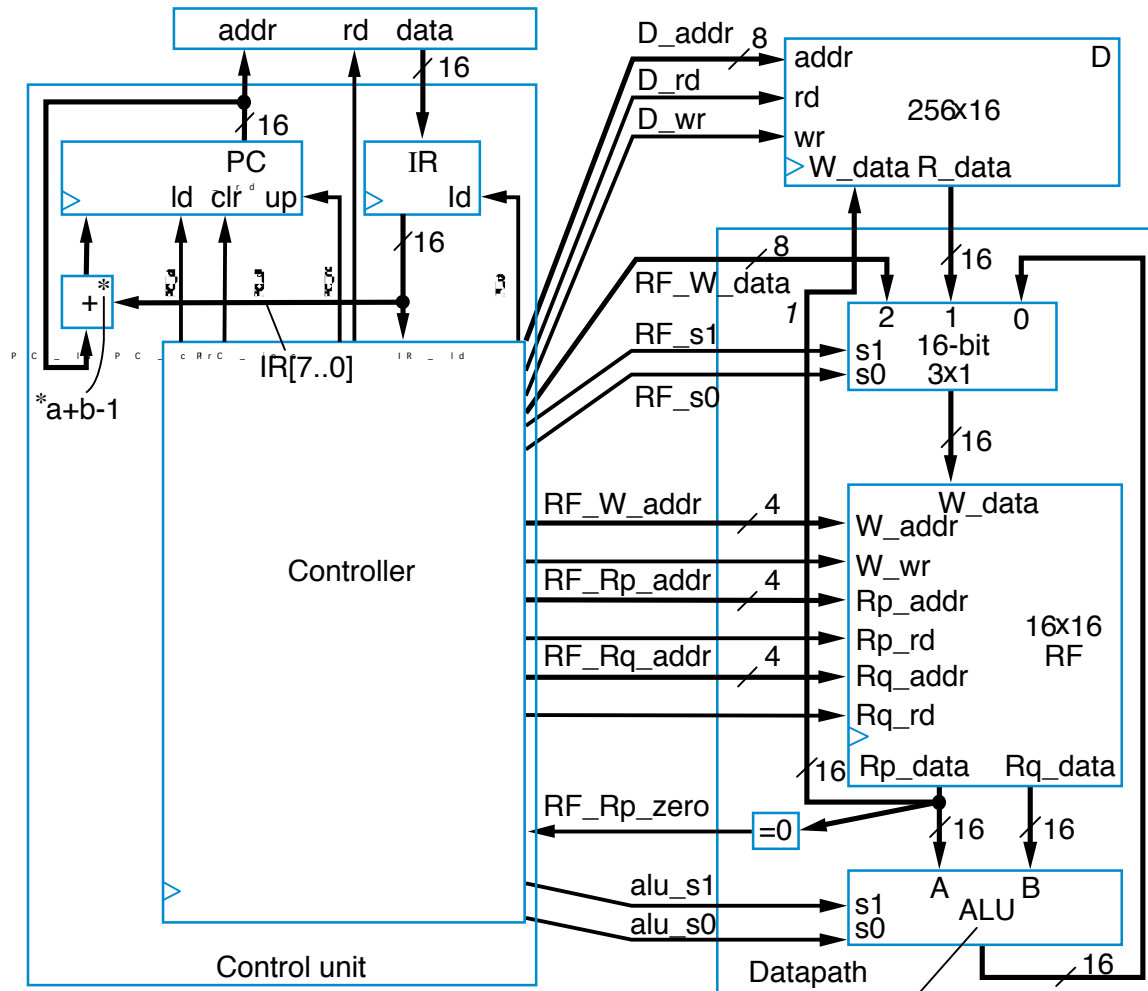 addr rd data
16
16
PC
ld clr up
IR
ld
16
+
*
IR[7..0]
*a+b-1
Controller
Control unit
D_addr
8
D_rd
D_wr
addr
D
rd
256x16
wr
W_data R_data
8
16
RF_W_data
1
2 1 0
RF_s1
s1 16-bit
s0 3x1
RF_s0
16
RF_W_addr
4
W_data
W_addr
W_wr
RF_Rp_addr
4
Rp_addr
16x16
Rp_rd
RF
RF_Rq_addr
4
Rq_addr
Rq_rd
16
Rp_data Rq_data
RF_Rp_zero
=0
16
16
alu_s1
A B
s1 ALU
alu_s0
s0
Datapath
16
IR_ld